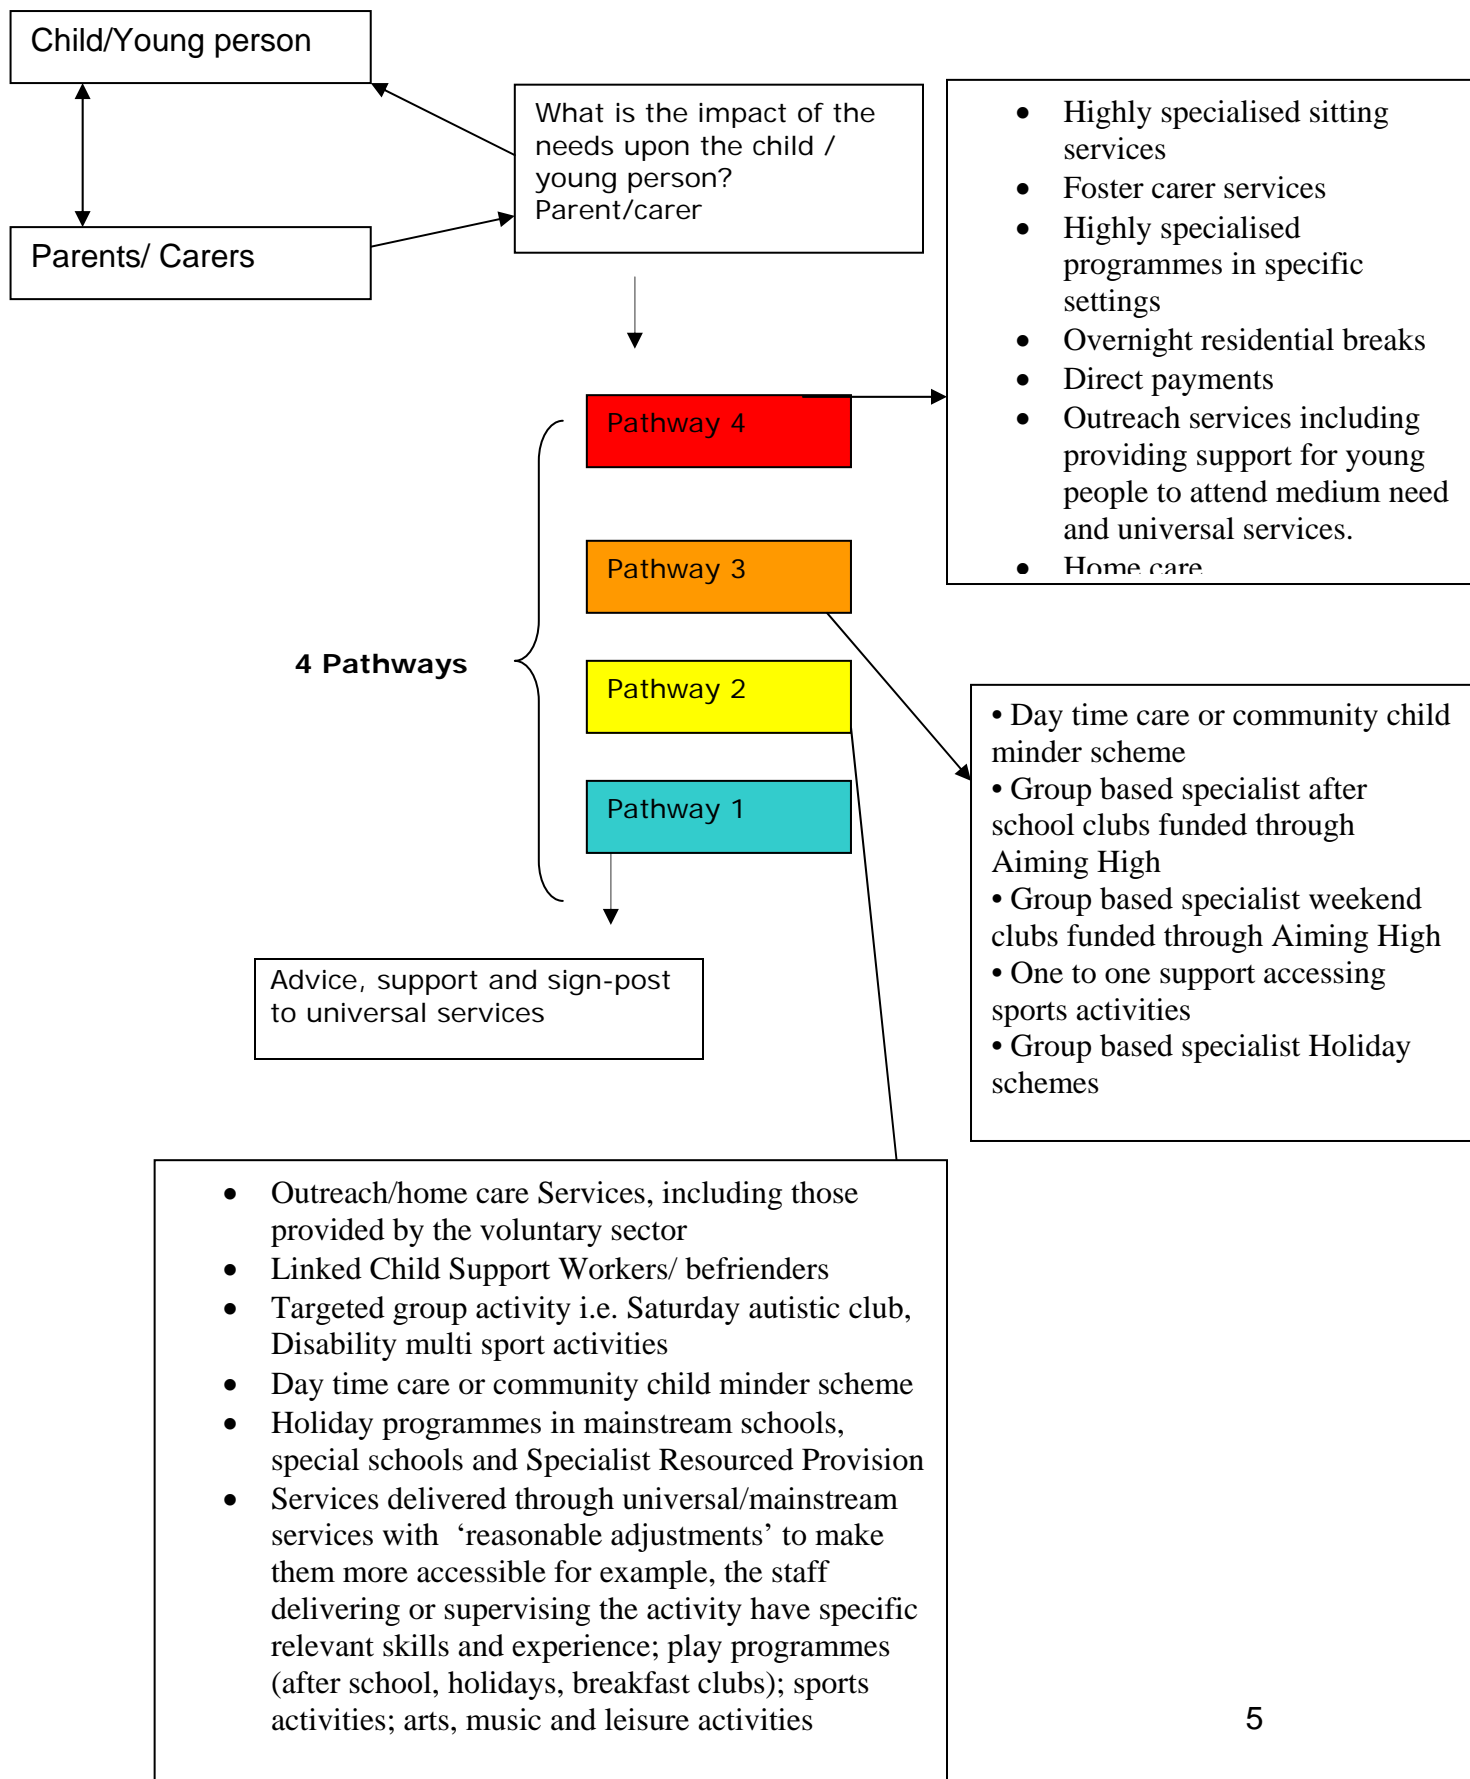 Child/Young person
What is the impact of the
needs upon the child /
young person?
Parent/carer
Parents/ Carers
• Highly specialised sitting
services
• Foster carer services
• Highly specialised
programmes in specific
settings
• Overnight residential breaks
• Direct payments
• Outreach services including
providing support for young
people to attend medium need
and universal services.
• Home care
Pathway 4
Pathway 3
4 Pathways
Pathway 2
Pathway 1
• Day time care or community child
minder scheme
• Group based specialist after
school clubs funded through
Aiming High
• Group based specialist weekend
clubs funded through Aiming High
• One to one support accessing
sports activities
• Group based specialist Holiday
schemes
Advice, support and sign-post
to universal services
• Outreach/home care Services, including those
provided by the voluntary sector
• Linked Child Support Workers/ befrienders
• Targeted group activity i.e. Saturday autistic club,
Disability multi sport activities
• Day time care or community child minder scheme
• Holiday programmes in mainstream schools,
special schools and Specialist Resourced Provision
• Services delivered through universal/mainstream
services with ‘reasonable adjustments’ to make
them more accessible for example, the staff
delivering or supervising the activity have specific
relevant skills and experience; play programmes
(after school, holidays, breakfast clubs); sports
activities; arts, music and leisure activities
5